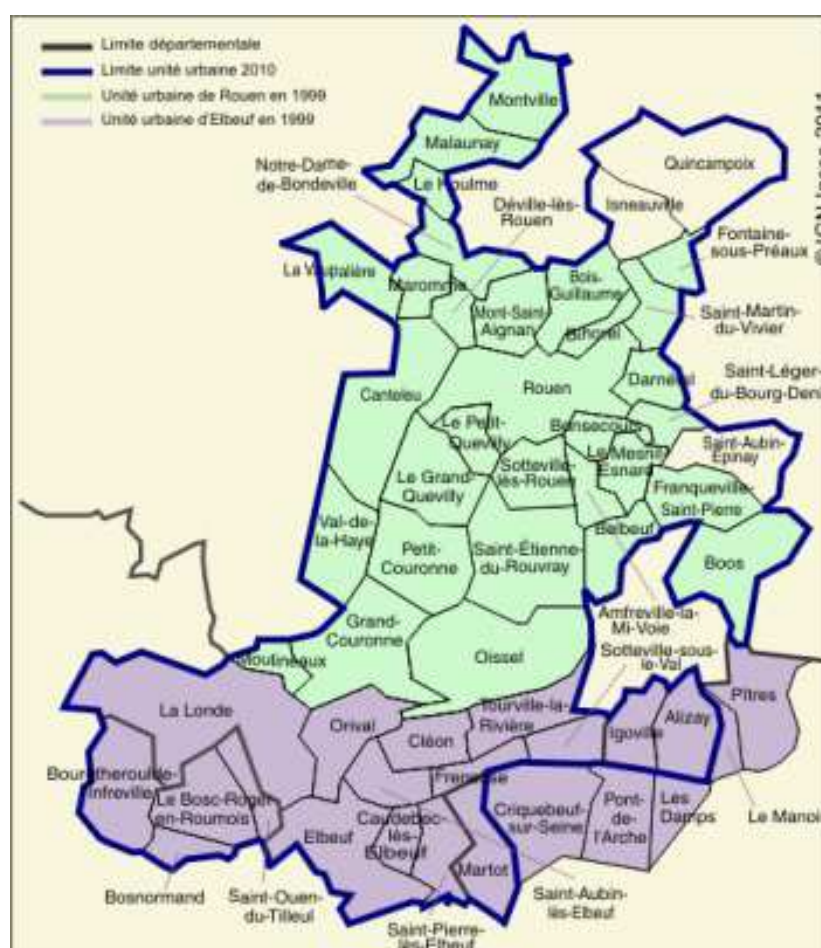 Limite départementale
Limite unité urbaine 2010
Unité urbaine de Rouen en 1999
Unité urbaine d'Elbeuf en 1999
Montville
Malaunay
Notre-Dame-
de-Bondeville
Le Houlme
Quincampoix
Isneauville
Déville-lès-
Rouen
Fontaine-
sous-Préaux
La Vaupalière
Maromme
Bois-
Guillaume
Mont-Saint-
Aignan
Bihorel
Saint-Martin-
du-Vivier
Canteleu
Rouen
Darnétal
Saint-Léger-
du-Bourg-Deni
Le Petit-
Quevilly
Bonsecours
Saint-Aubin-
Epinay
Le Mesnil-
Esnard
Le Grand-
Quevilly
Sotteville-
lès-Rouen
Franqueville-
Saint-Pierre
Val-de-
la-Haye
Belbeuf
Petit-
Couronne
Saint-Étienne-
du-Rouvray
Boos
Grand-
Couronne
Amfreville-la-
Mi-Voie
Moulineaux
Oissel
Sotteville-sous-
le-Val
La Londe
Orival
Tourville-la-
Rivière
Cléon
Igoville
Alizay
Pîtres
Freneuse
Bourgtheroulde-
Infreville
Le Bosc-Roger-
en-Roumois
Elbeuf
Caudebec-
lès-
Elbeuf
Criquebeuf-
sur-Seine
Pont-
de-
l'Arche
Les
Damps
Le Manoi
Martot
Bosnormand
Saint-Ouen-
du-Tilleul
Saint-Pierre-
lès-Elbeuf
Saint-Aubin-
lès-Elbeuf
©IGN Insee 2011